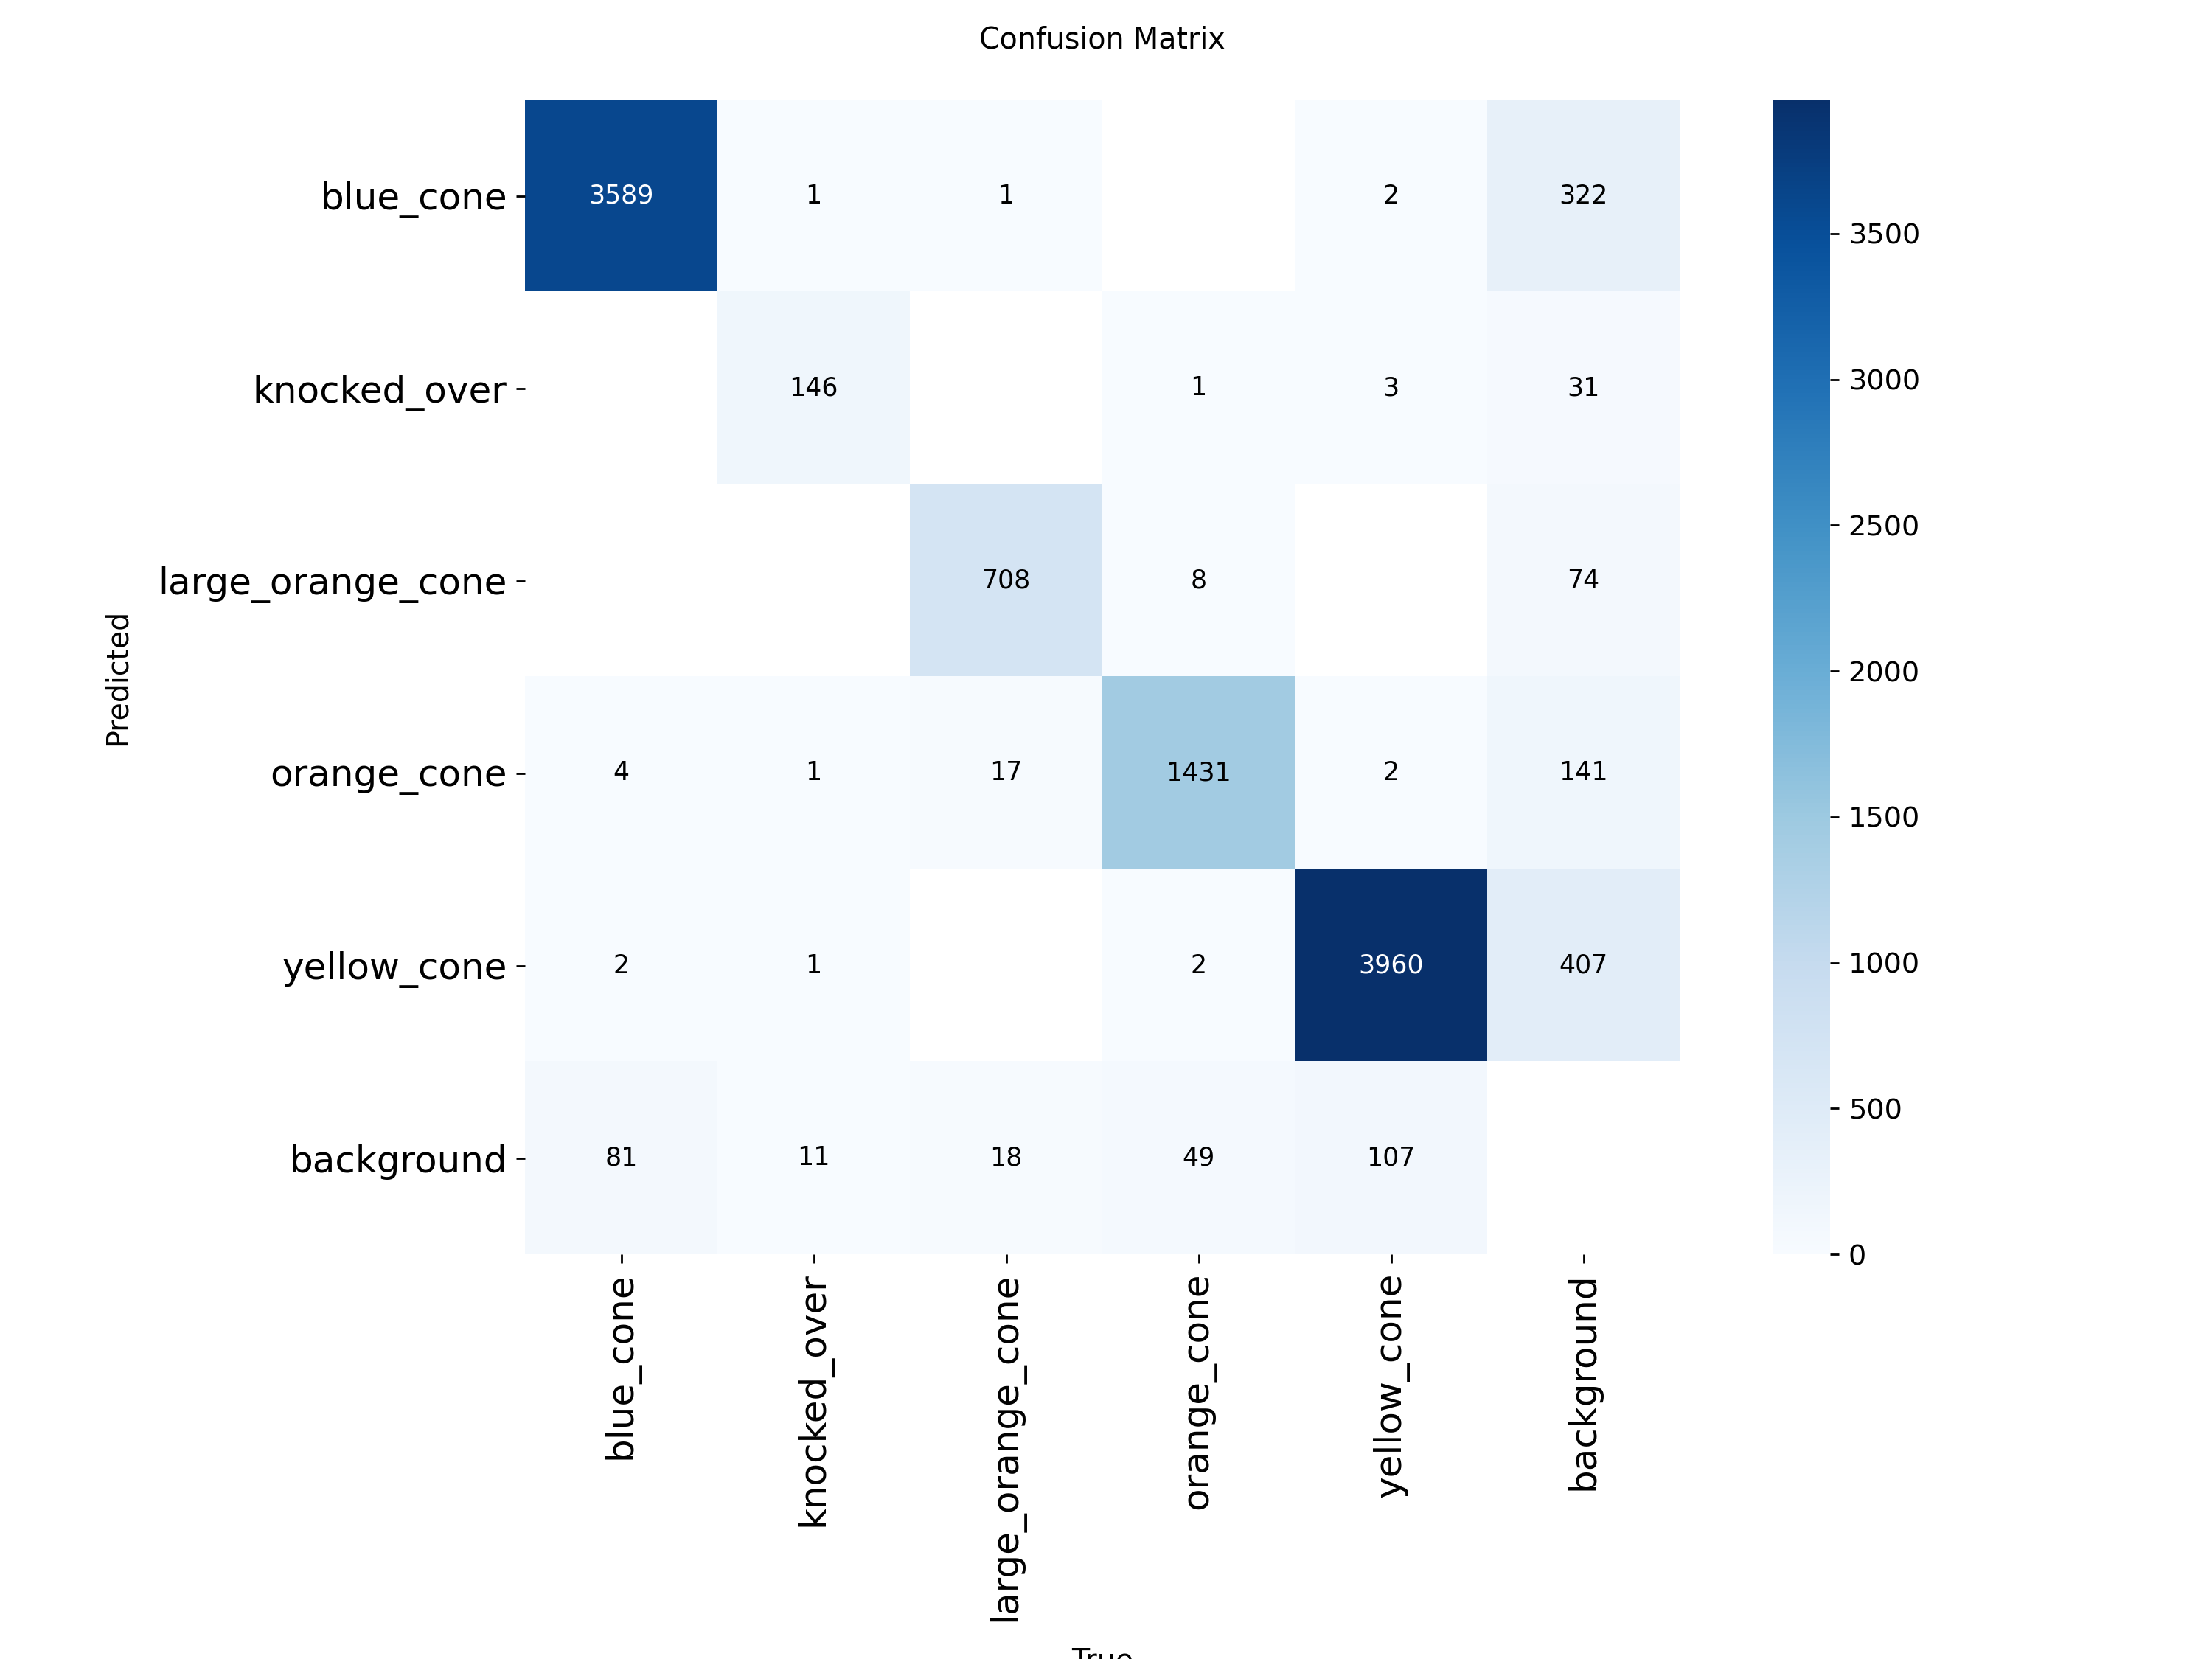 Confusion Matrix
blue_cone 3589 1 1 2 322
knocked_over 146 1 3 31
large_orange_cone 708 8 74
orange_cone 4 1 17 1431 2 141
yellow_cone 2 1 2 3960 407
background 81 11 18 49 107
Predicted
blue_cone
knocked_over
large_orange_cone
orange_cone
yellow_cone
background
True
3500
3000
2500
2000
1500
1000
500
0